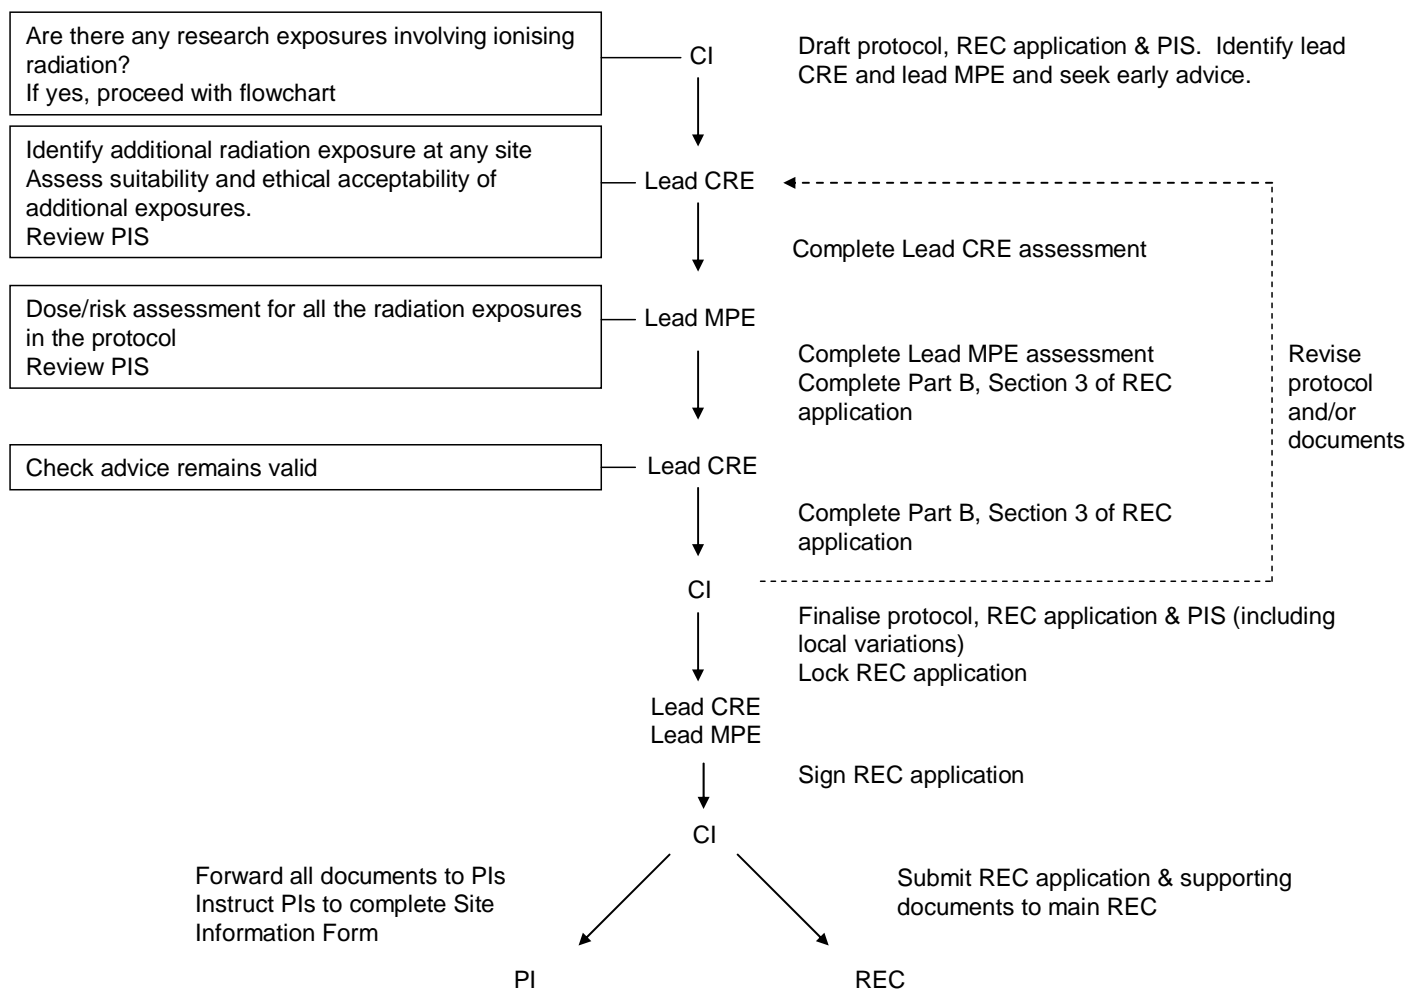 Are there any research exposures involving ionising
radiation?
If yes, proceed with flowchart
CI
Draft protocol, REC application & PIS.  Identify lead
CRE and lead MPE and seek early advice.
Identify additional radiation exposure at any site
Assess suitability and ethical acceptability of
additional exposures.
Review PIS
Lead CRE
Complete Lead CRE assessment
Dose/risk assessment for all the radiation exposures
in the protocol
Review PIS
Lead MPE
Complete Lead MPE assessment
Complete Part B, Section 3 of REC
application
Revise
protocol
and/or
documents
Check advice remains valid
Lead CRE
Complete Part B, Section 3 of REC
application
CI
Finalise protocol, REC application & PIS (including
local variations)
Lock REC application
Lead CRE
Lead MPE
Sign REC application
CI
Forward all documents to PIs
Instruct PIs to complete Site
Information Form
Submit REC application & supporting
documents to main REC
PI
REC